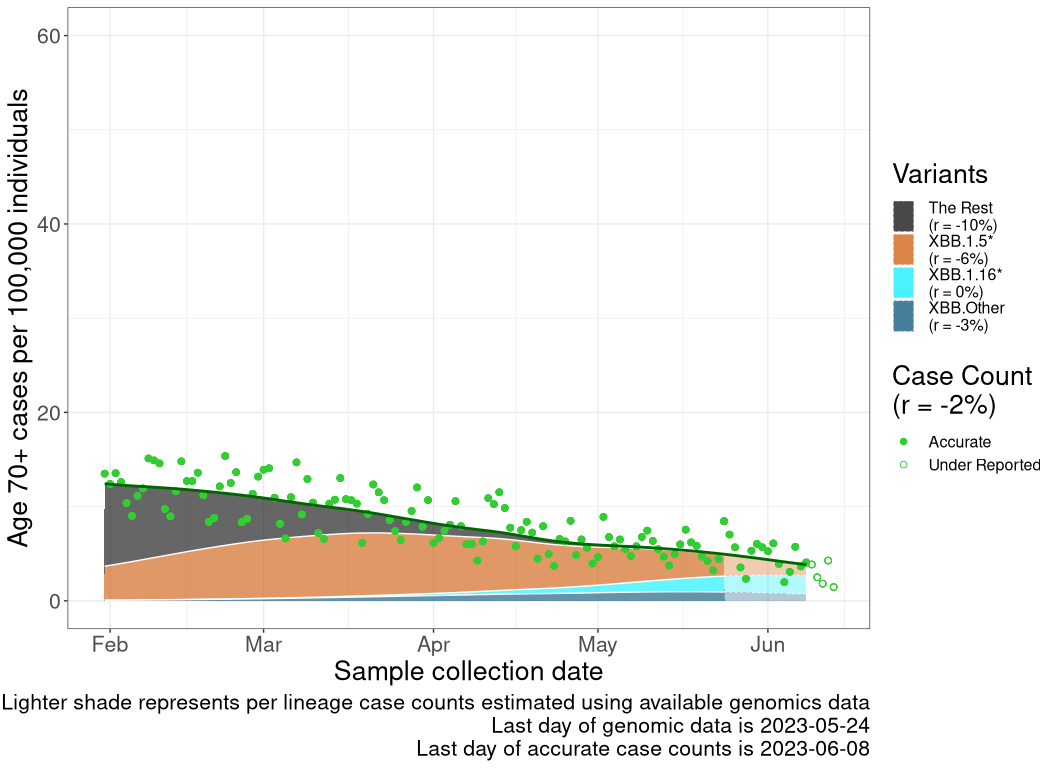 60
40
20
0
Age 70+ cases per 100,000 individuals
Feb Mar Apr May Jun
Sample collection date
Lighter shade represents per lineage case counts estimated using available genomics data
Last day of genomic data is 2023-05-24
Last day of accurate case counts is 2023-06-08
Variants
The Rest
(r = -10%)
XBB.1.5*
(r = -6%)
XBB.1.16*
(r = 0%)
XBB.Other
(r = -3%)
Case Count
(r = -2%)
Accurate
Under Reported